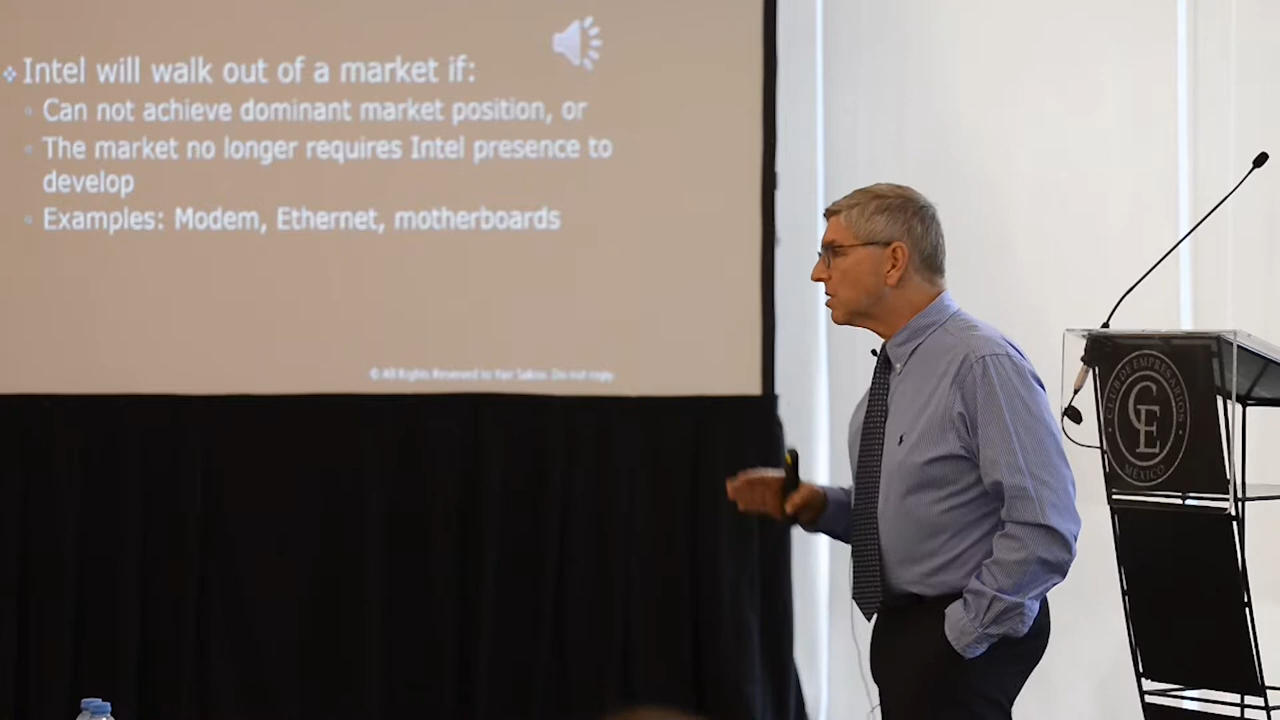 Intel will walk out of a market if:
Can not achieve dominant market position, or
The market no longer requires Intel presence to
develop
Examples: Modem, Ethernet, motherboards
© All Rights Reserved to Yair Sakov. Do not copy
CLUB DE EMPRESARIOS
CE
MÉXICO